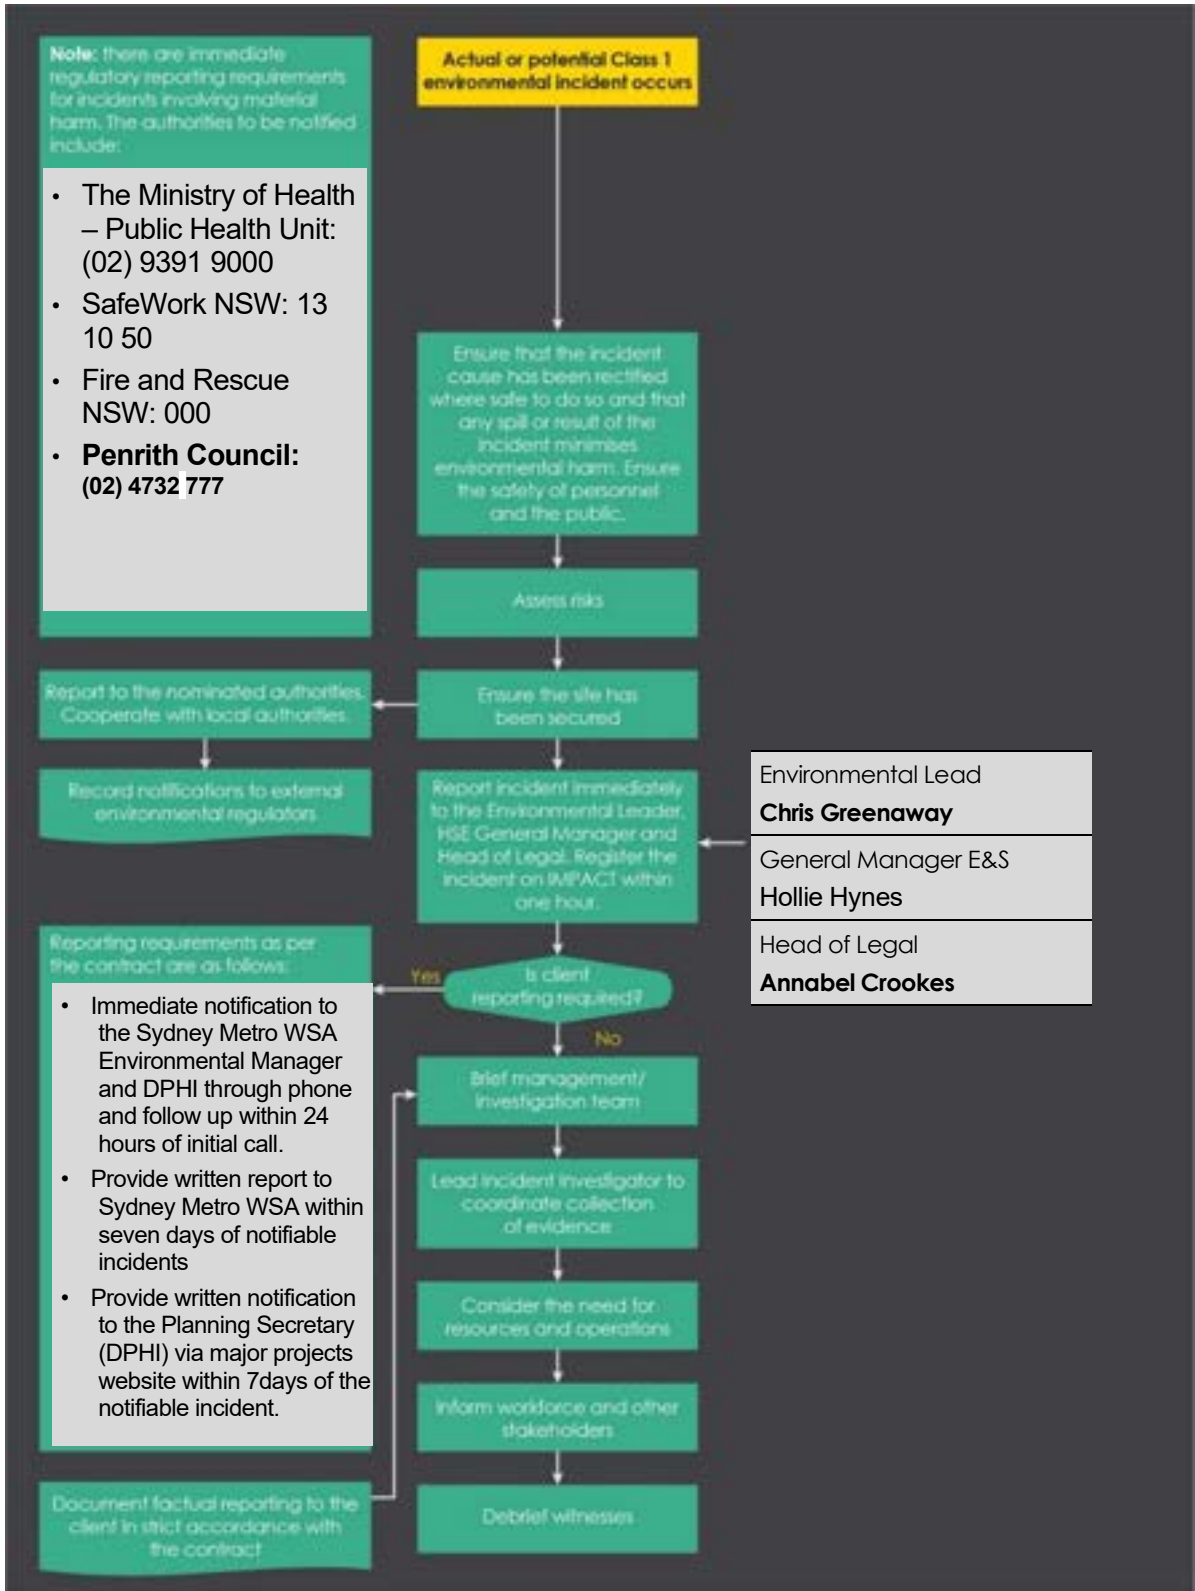 Note: there are immediate
regulatory reporting requirements
for incidents involving material
harm. The authorities to be notified
include:
• The Ministry of Health
– Public Health Unit:
(02) 9391 9000
• SafeWork NSW: 13
10 50
• Fire and Rescue
NSW: 000
• Penrith Council:
(02) 4732 777
Actual or potential Class 1
environmental incident occurs
Ensure that the incident
cause has been rectified
where safe to do so and that
any spill or result of the
incident minimises
environmental harm. Ensure
the safety of personnel
and the public.
Assess risks
Ensure the site has
been secured
Report to the nominated authorities.
Cooperate with local authorities.
Record notifications to external
environmental regulators
Report incident immediately
to the Environmental Leader,
HSE General Manager and
Head of Legal. Register the
incident on IMPACT within
one hour.
Environmental Lead
Chris Greenaway
General Manager E&S
Hollie Hynes
Head of Legal
Annabel Crookes
Is client
reporting required?
Yes
No
Reporting requirements as per
the contract are as follows:
• Immediate notification to
the Sydney Metro WSA
Environmental Manager
and DPHI through phone
and follow up within 24
hours of initial call.
• Provide written report to
Sydney Metro WSA within
seven days of notifiable
incidents
• Provide written notification
to the Planning Secretary
(DPHI) via major projects
website within 7days of the
notifiable incident.
Document factual reporting to the
client in strict accordance with
the contract
Brief management/
investigation team
Lead incident investigator to
coordinate collection
of evidence
Consider the need for
resources and operations
Inform workforce and other
stakeholders
Debrief witnesses